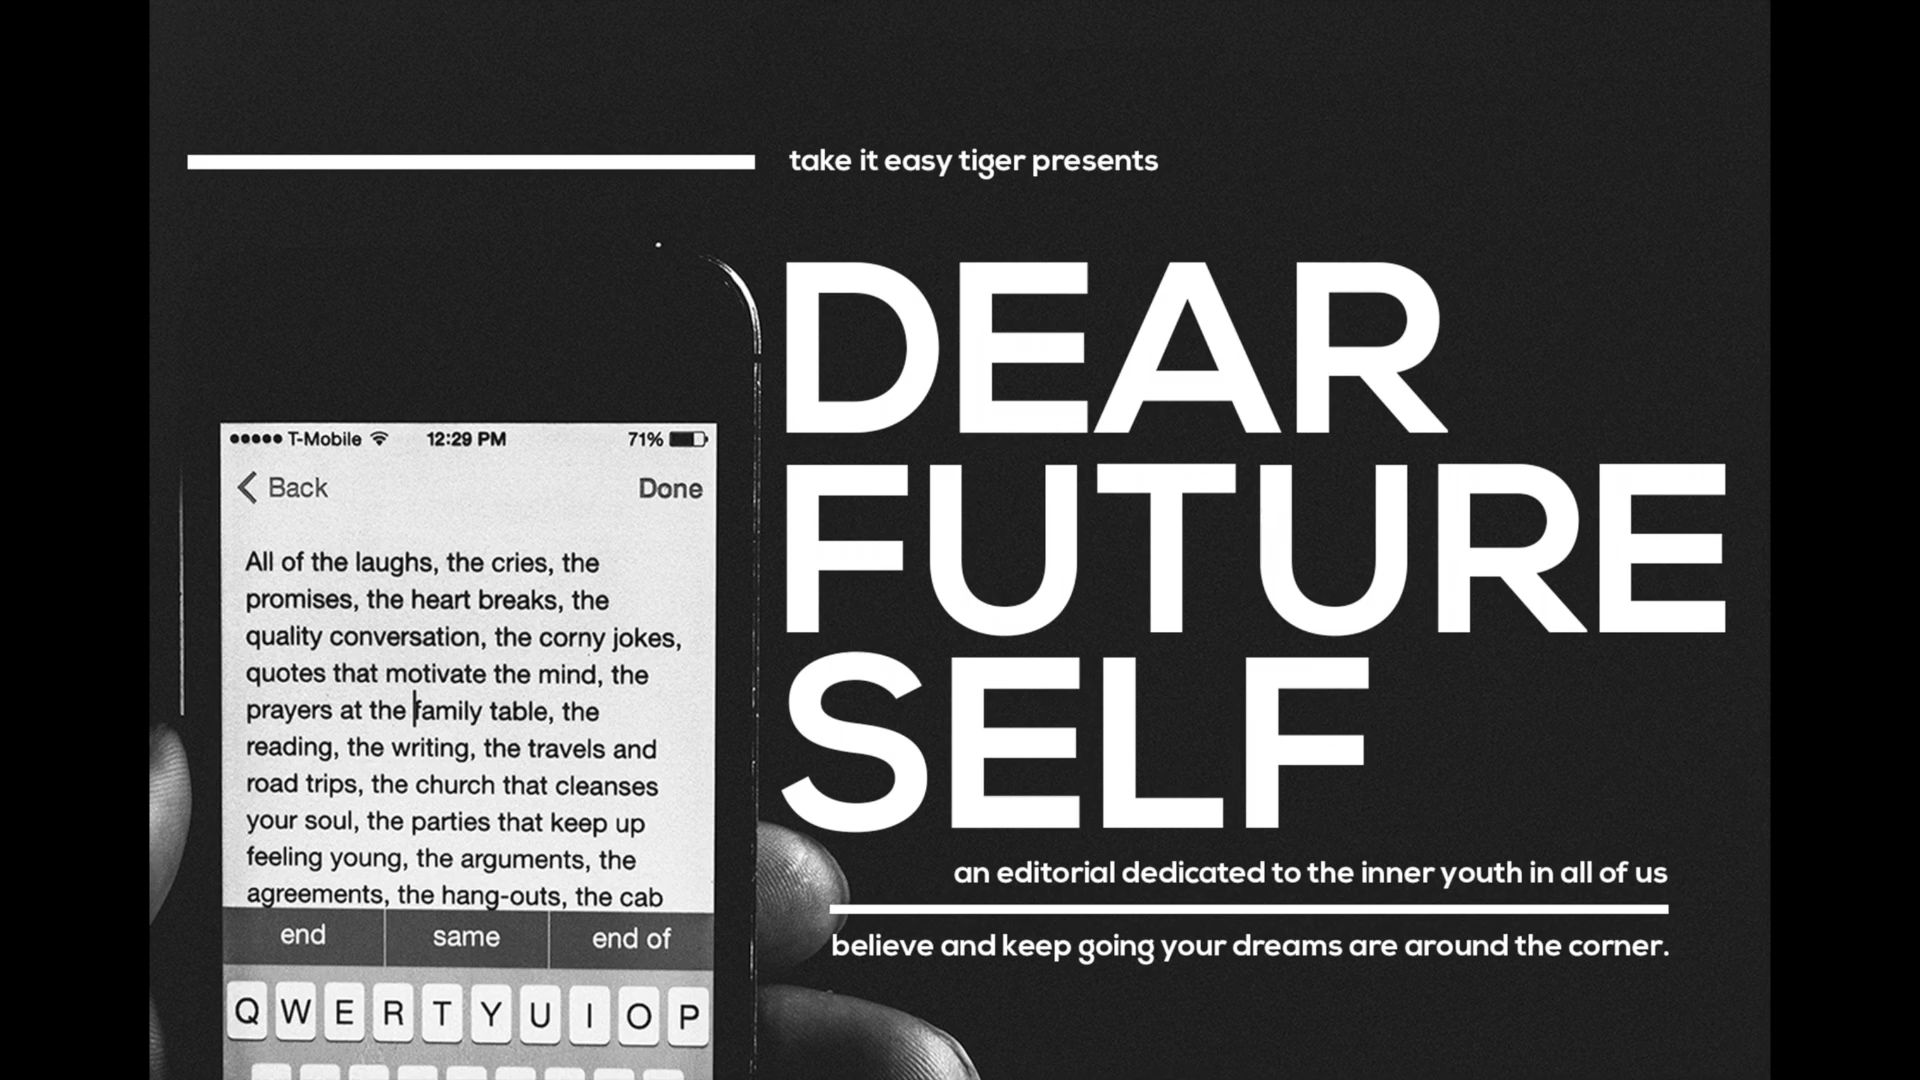 take it easy tiger presents
DEAR
FUTURE
SELF
an editorial dedicated to the inner youth in all of us
believe and keep going your dreams are around the corner.
T-Mobile 12:29 PM 71%
Back Done
All of the laughs, the cries, the
promises, the heart breaks, the
quality conversation, the corny jokes,
quotes that motivate the mind, the
prayers at the family table, the
reading, the writing, the travels and
road trips, the church that cleanses
your soul, the parties that keep up
feeling young, the arguments, the
agreements, the hang-outs, the cab
end same end of
Q W E R T Y U I O P